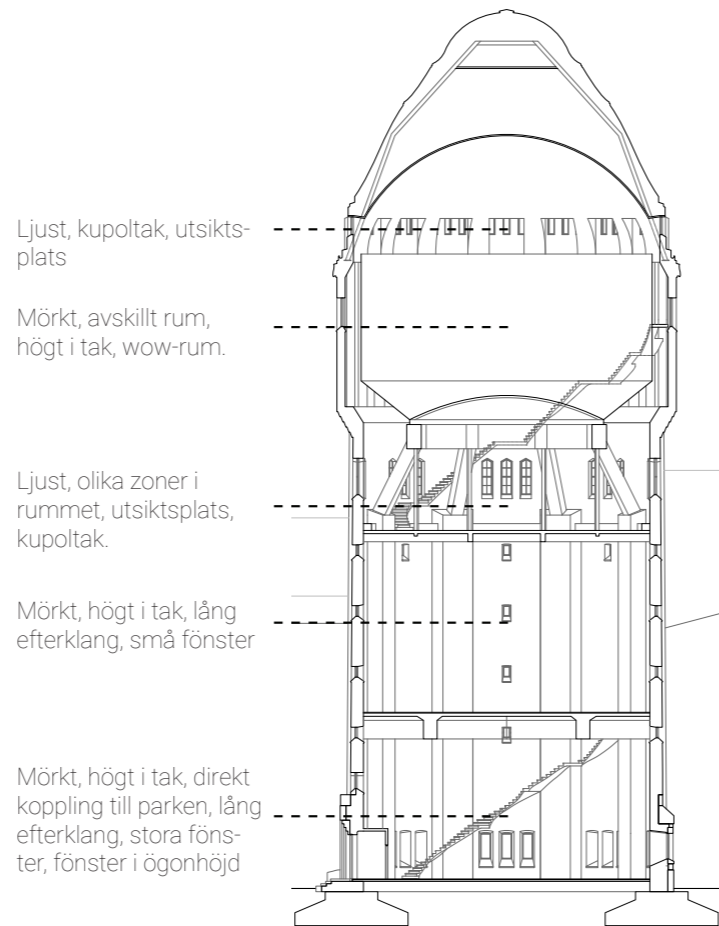 Ljust, kupoltak, utsikts-
plats
Mörkt, avskillt rum,
högt i tak, wow-rum.
Ljust, olika zoner i
rummet, utsiktsplats,
kupoltak.
Mörkt, högt i tak, lång
efterklang, små fönster
Mörkt, högt i tak, direkt
koppling till parken, lång
efterklang, stora föns-
ter, fönster i ögonhöjd